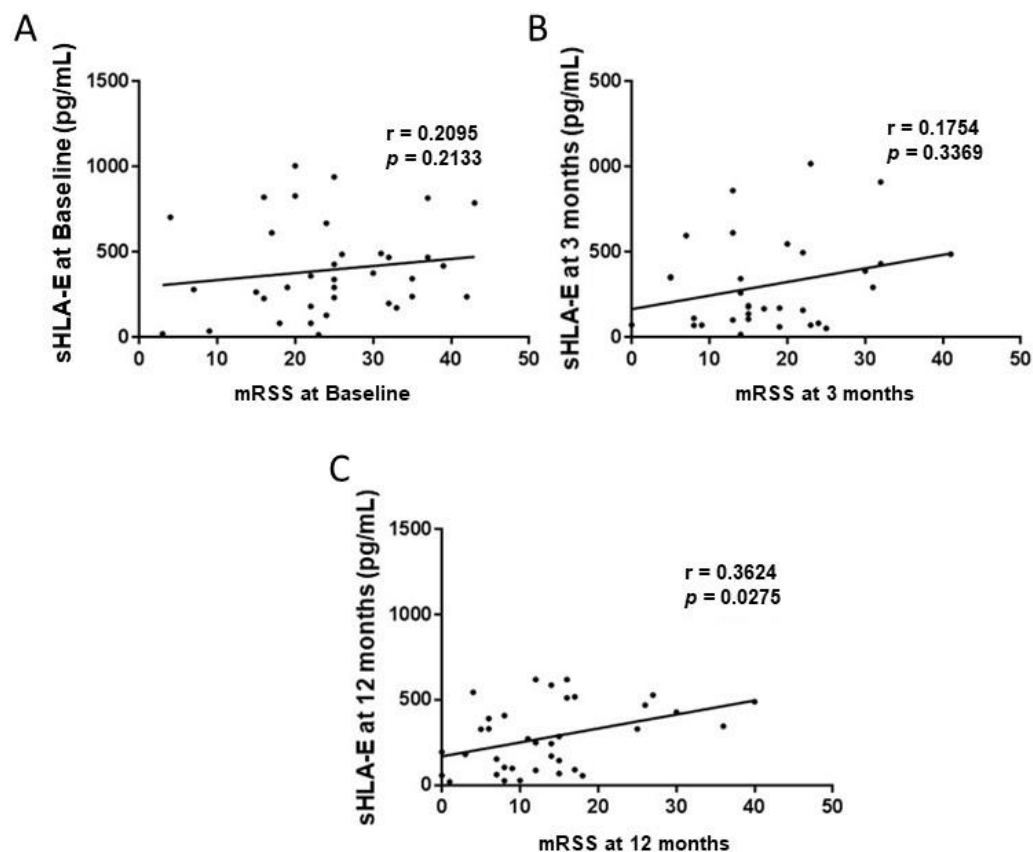 A
sHLA-E at Baseline (pg/mL)
1500
1000
500
0
r = 0.2095
p = 0.2133
0 10 20 30 40 50
mRSS at Baseline
B
sHLA-E at 3 months (pg/mL)
500
000
500
0
r = 0.1754
p = 0.3369
0 10 20 30 40 50
mRSS at 3 months
C
sHLA-E at 12 months (pg/mL)
1500
1000
500
0
r = 0.3624
p = 0.0275
0 10 20 30 40 50
mRSS at 12 months